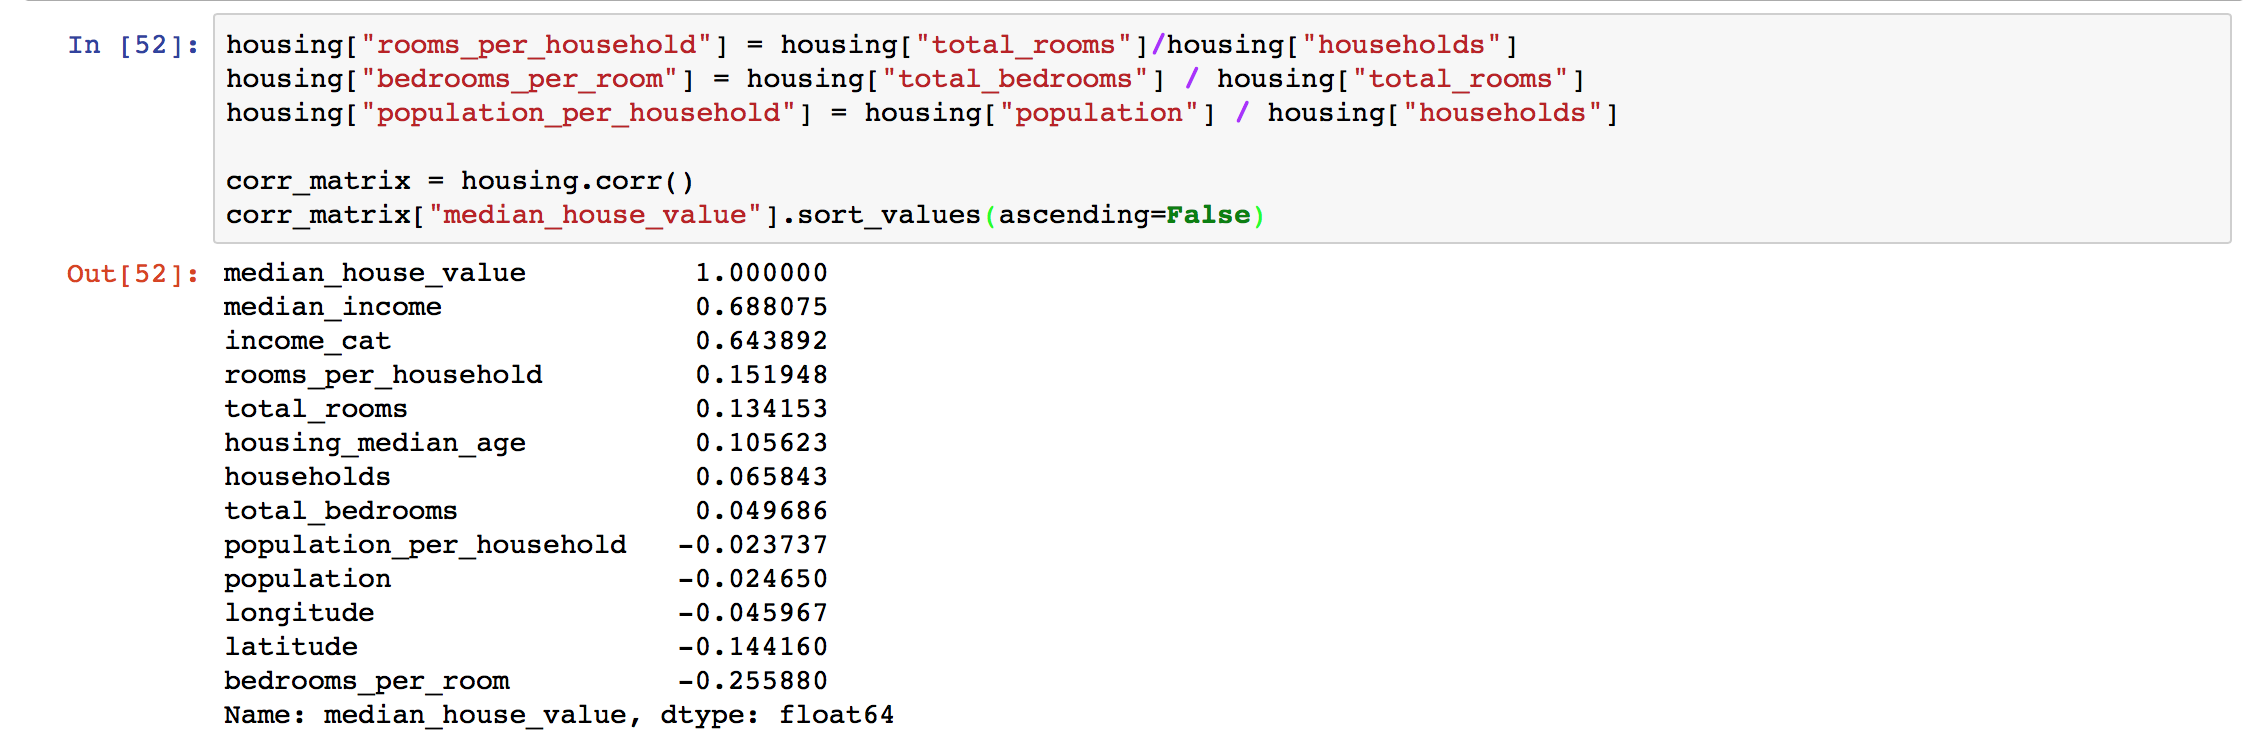 In [52]: housing["rooms_per_household"] = housing["total_rooms"]/housing["households"]
housing["bedrooms_per_room"] = housing["total_bedrooms"] / housing["total_rooms"]
housing["population_per_household"] = housing["population"] / housing["households"]

corr_matrix = housing.corr()
corr_matrix["median_house_value"].sort_values(ascending=False)
Out[52]: median_house_value 1.000000
median_income 0.688075
income_cat 0.643892
rooms_per_household 0.151948
total_rooms 0.134153
housing_median_age 0.105623
households 0.065843
total_bedrooms 0.049686
population_per_household -0.023737
population -0.024650
longitude -0.045967
latitude -0.144160
bedrooms_per_room -0.255880
Name: median_house_value, dtype: float64